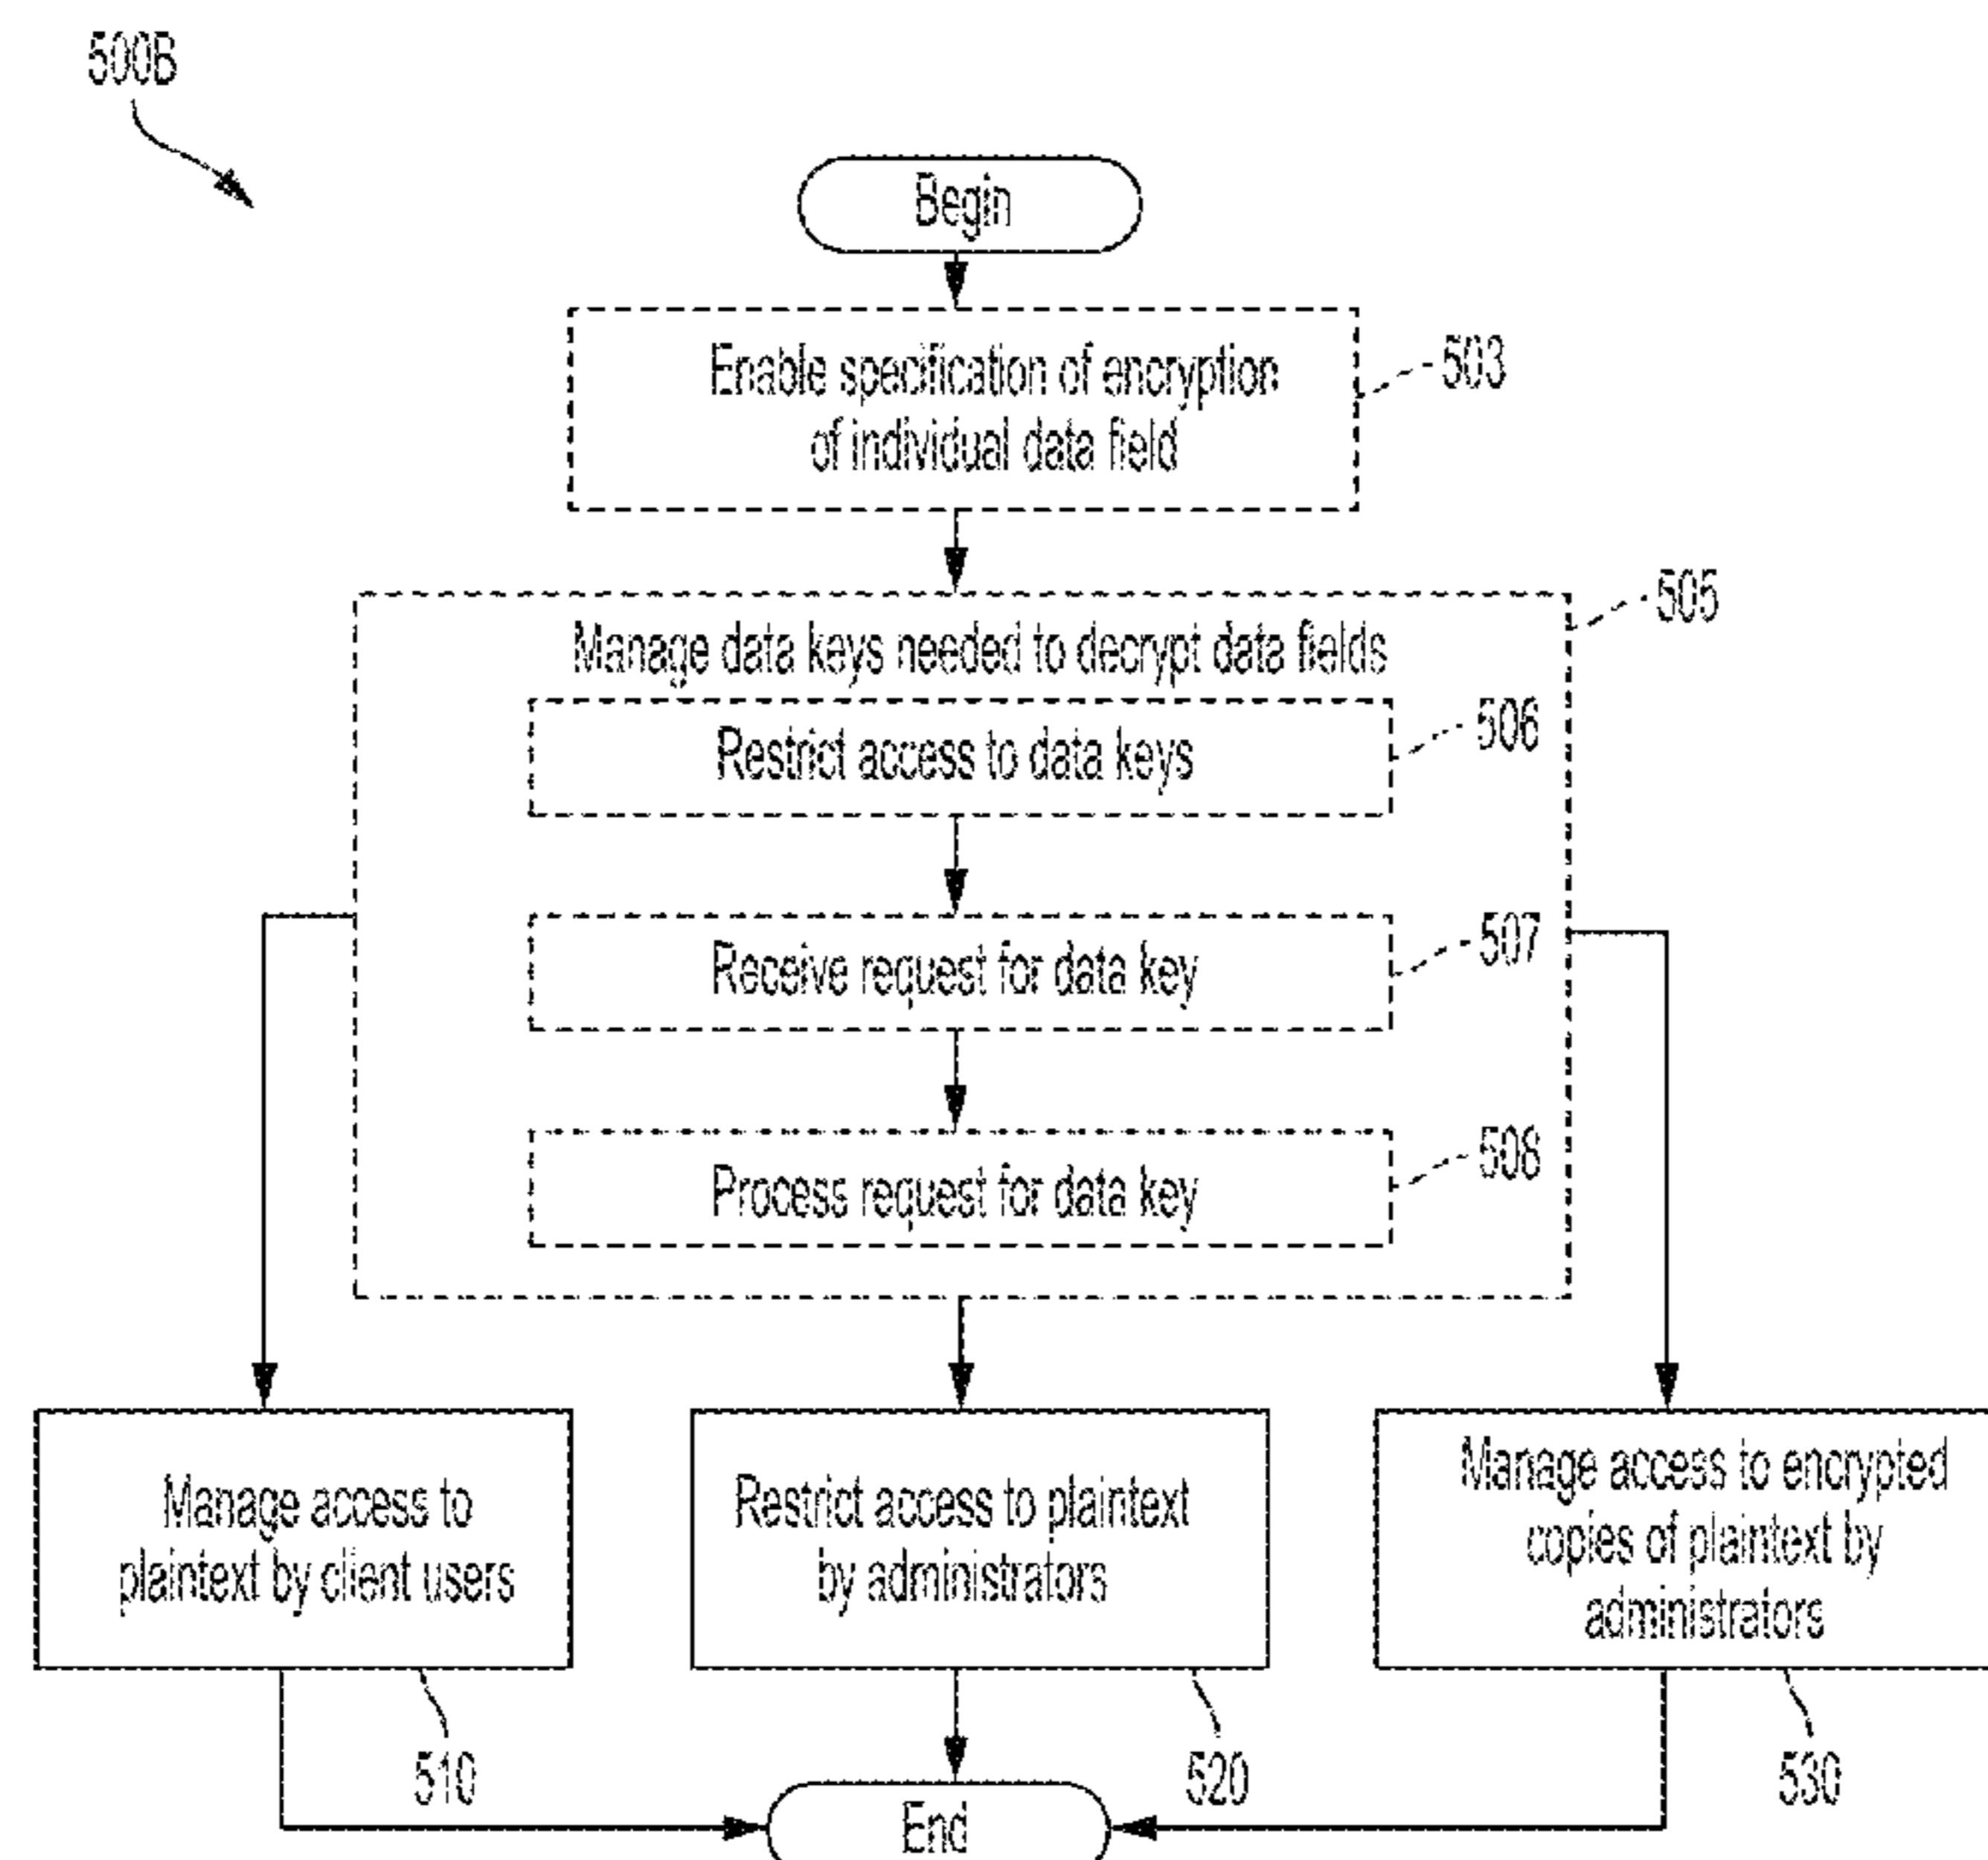 500B
Begin
Enable specification of encryption
of individual data field
503
505
Manage data keys needed to decrypt data fields
Restrict access to data keys
506
Receive request for data key
507
Process request for data key
508
Manage access to
plaintext by client users
Restrict access to plaintext
by administrators
Manage access to encrypted
copies of plaintext by
administrators
510
520
530
End